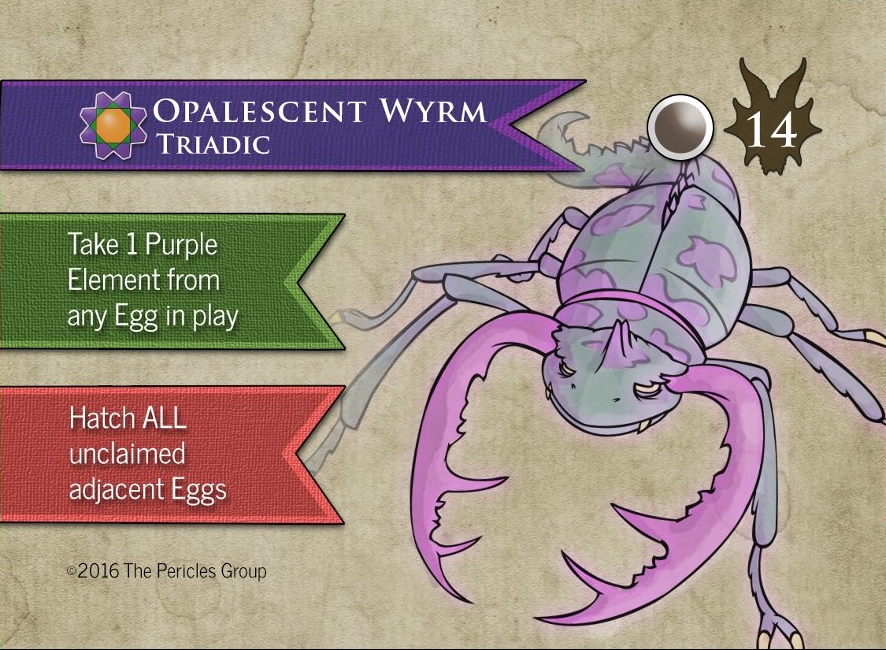 Opalescent Wyrm
Triadic
14
Take 1 Purple
Element from
any Egg in play
Hatch ALL
unclaimed
adjacent Eggs
©2016 The Pericles Group